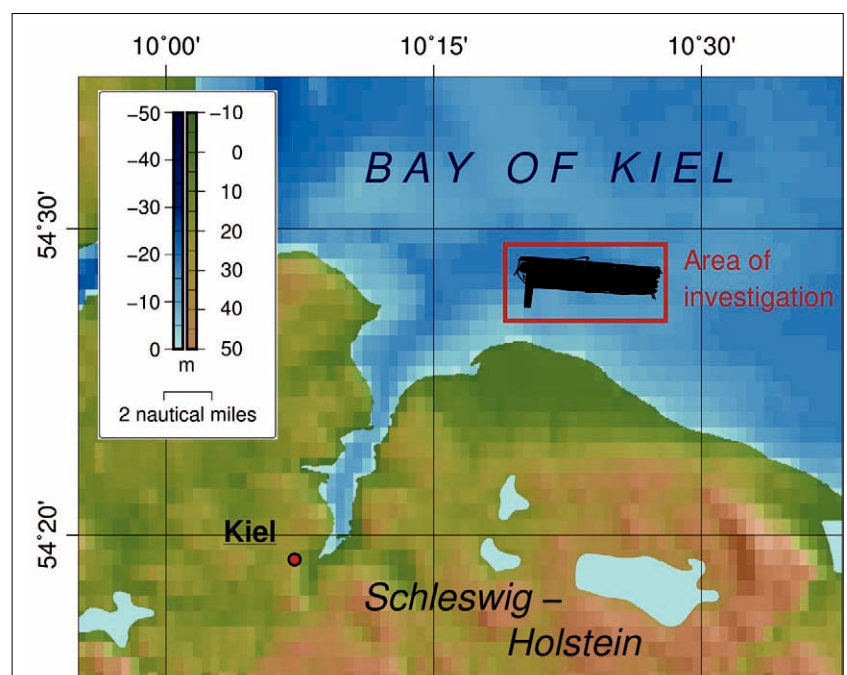 10°00'
10°15'
10°30'
54°30'
54°20'
−50
−40
−30
−20
−10
0
−10
0
10
20
30
40
50
m
2 nautical miles
BAY OF KIEL
Area of
investigation
Kiel
Schleswig –
Holstein